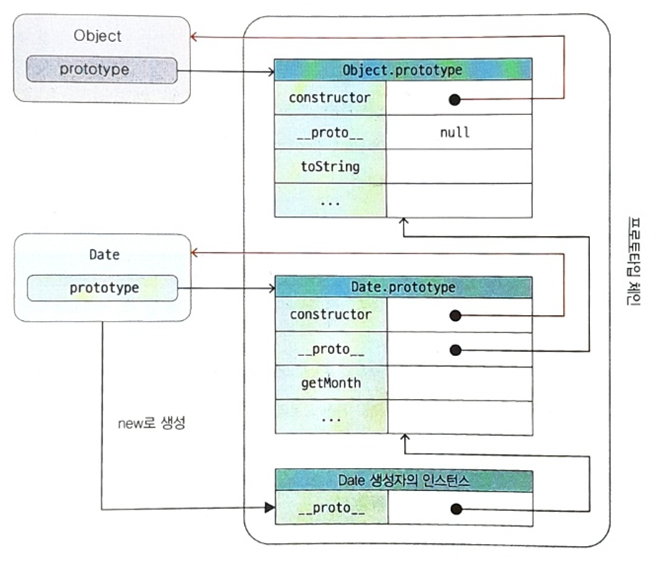 Object
prototype
Object.prototype
constructor
__proto__ null
toString
...
Date
prototype
Date.prototype
constructor
__proto__
getMonth
...
new로 생성
Date 생성자의 인스턴스
__proto__
프로토타입 체인